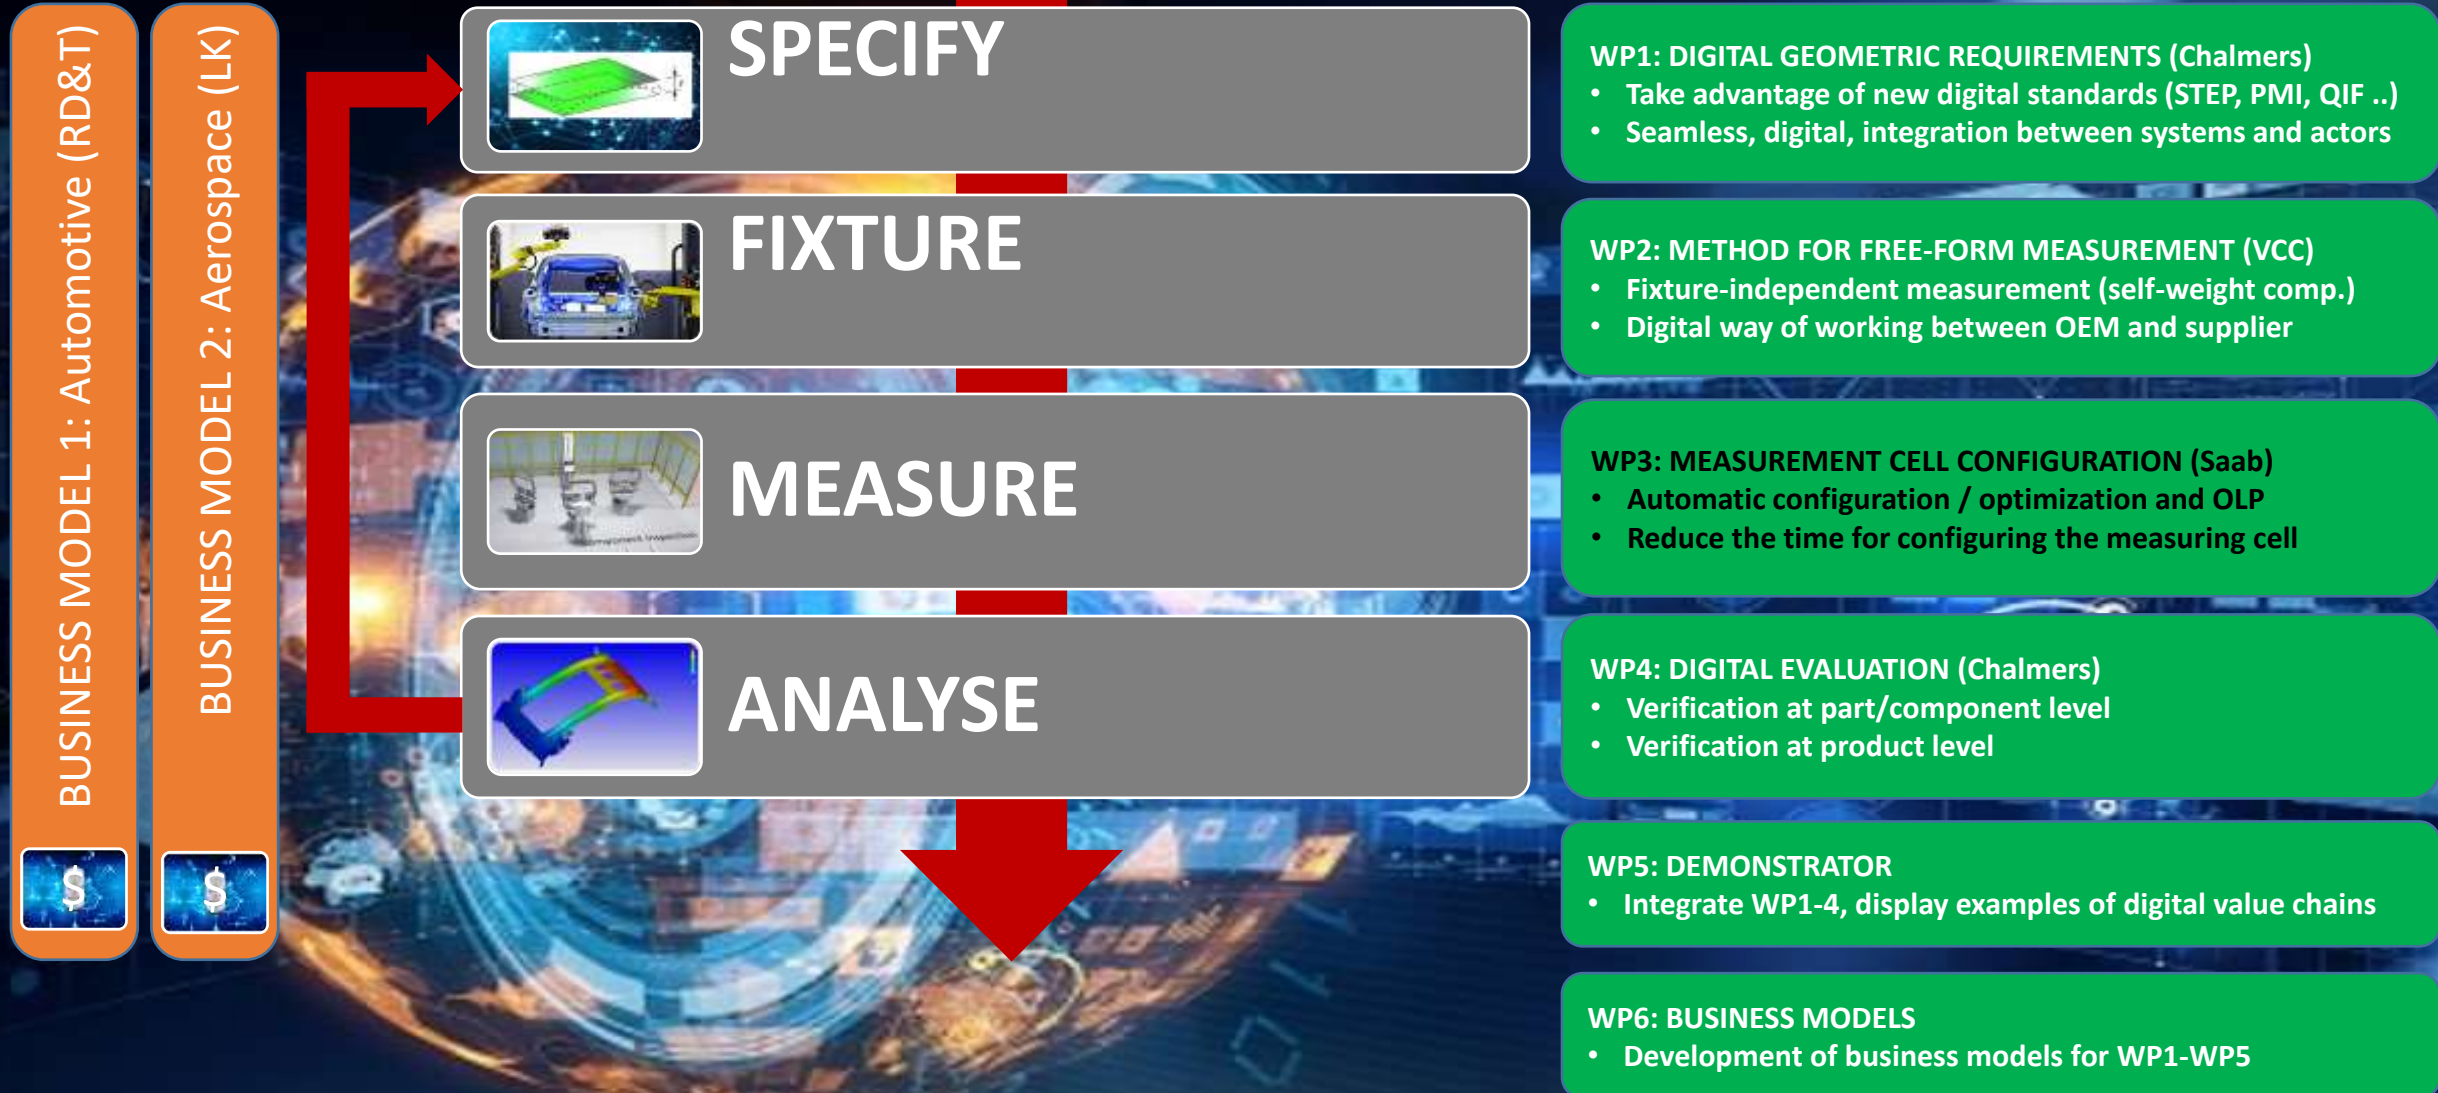 BUSINESS MODEL 1: Automotive (RD&T)
$
BUSINESS MODEL 2: Aerospace (LK)
$
SPECIFY
FIXTURE
MEASURE
ANALYSE
WP1: DIGITAL GEOMETRIC REQUIREMENTS (Chalmers)
• Take advantage of new digital standards (STEP, PMI, QIF ..)
• Seamless, digital, integration between systems and actors
WP2: METHOD FOR FREE-FORM MEASUREMENT (VCC)
• Fixture-independent measurement (self-weight comp.)
• Digital way of working between OEM and supplier
WP3: MEASUREMENT CELL CONFIGURATION (Saab)
• Automatic configuration / optimization and OLP
• Reduce the time for configuring the measuring cell
WP4: DIGITAL EVALUATION (Chalmers)
• Verification at part/component level
• Verification at product level
WP5: DEMONSTRATOR
• Integrate WP1-4, display examples of digital value chains
WP6: BUSINESS MODELS
• Development of business models for WP1-WP5